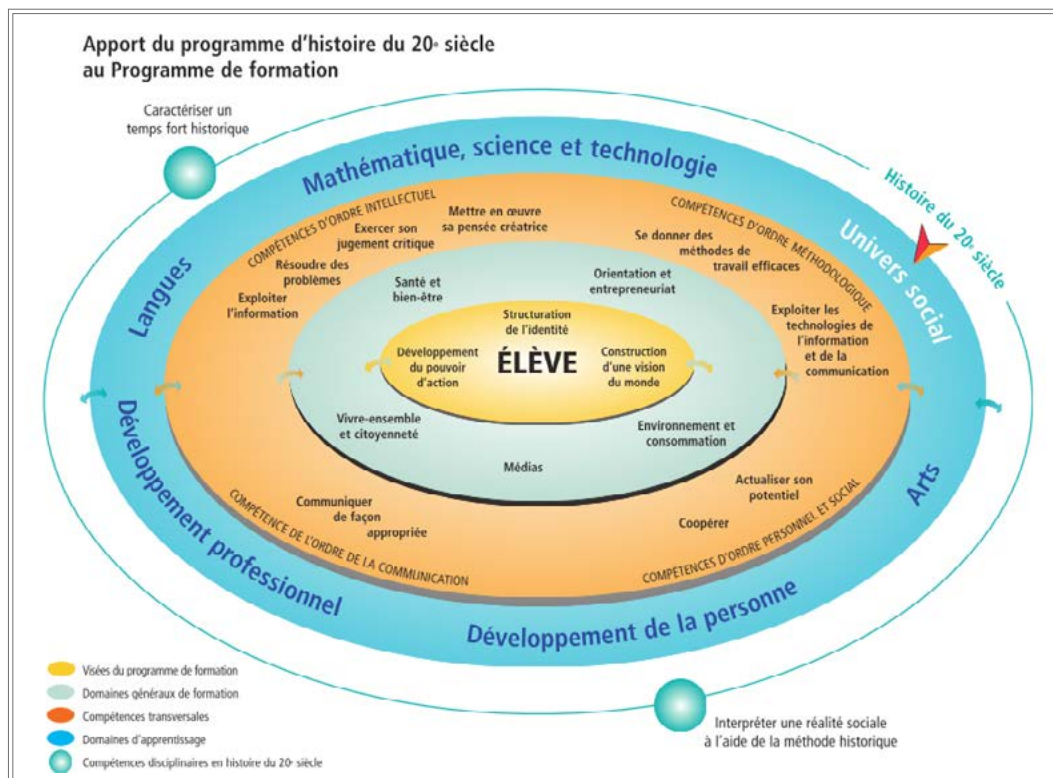 Apport du programme d'histoire du 20e siècle
au Programme de formation
Caractériser un
temps fort historique
Histoire du 20e siècle
Mathématique, science et technologie
Langues
Univers social
COMPÉTENCES D'ORDRE INTELLECTUEL
COMPÉTENCES D'ORDRE MÉTHODOLOGIQUE
Mettre en œuvre
sa pensée créatrice
Exercer son
jugement critique
Résoudre des
problèmes
Exploiter
l'information
Se donner des
méthodes de
travail efficaces
Exploiter les
technologies de
l'information
et de la
communication
Santé et
bien-être
Orientation et
entrepreneuriat
Structuration
de l'identité
Développement
du pouvoir
d'action
ÉLÈVE
Construction
d'une vision
du monde
Vivre-ensemble
et citoyenneté
Environnement et
consommation
Médias
Communiquer
de façon
appropriée
Actualiser son
potentiel
Coopérer
COMPÉTENCE DE L'ORDRE DE LA COMMUNICATION
COMPÉTENCES D'ORDRE PERSONNEL ET SOCIAL
Arts
Développement professionnel
Développement de la personne
Interpréter une réalité sociale
à l'aide de la méthode historique
Visées du programme de formation
Domaines généraux de formation
Compétences transversales
Domaines d'apprentissage
Compétences disciplinaires en histoire du 20e siècle